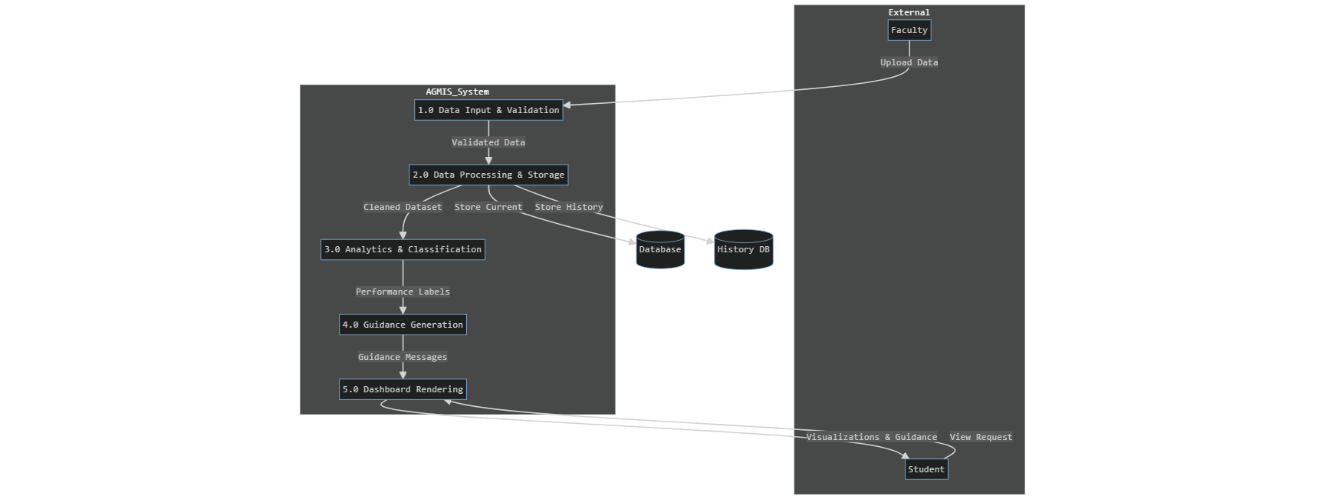 External
Faculty
Upload Data
AGMIS_System
1.0 Data Input & Validation
Validated Data
2.0 Data Processing & Storage
Cleaned Dataset
Store Current
Store History
3.0 Analytics & Classification
Database
History DB
Performance Labels
4.0 Guidance Generation
Guidance Messages
5.0 Dashboard Rendering
Visualizations & Guidance
View Request
Student